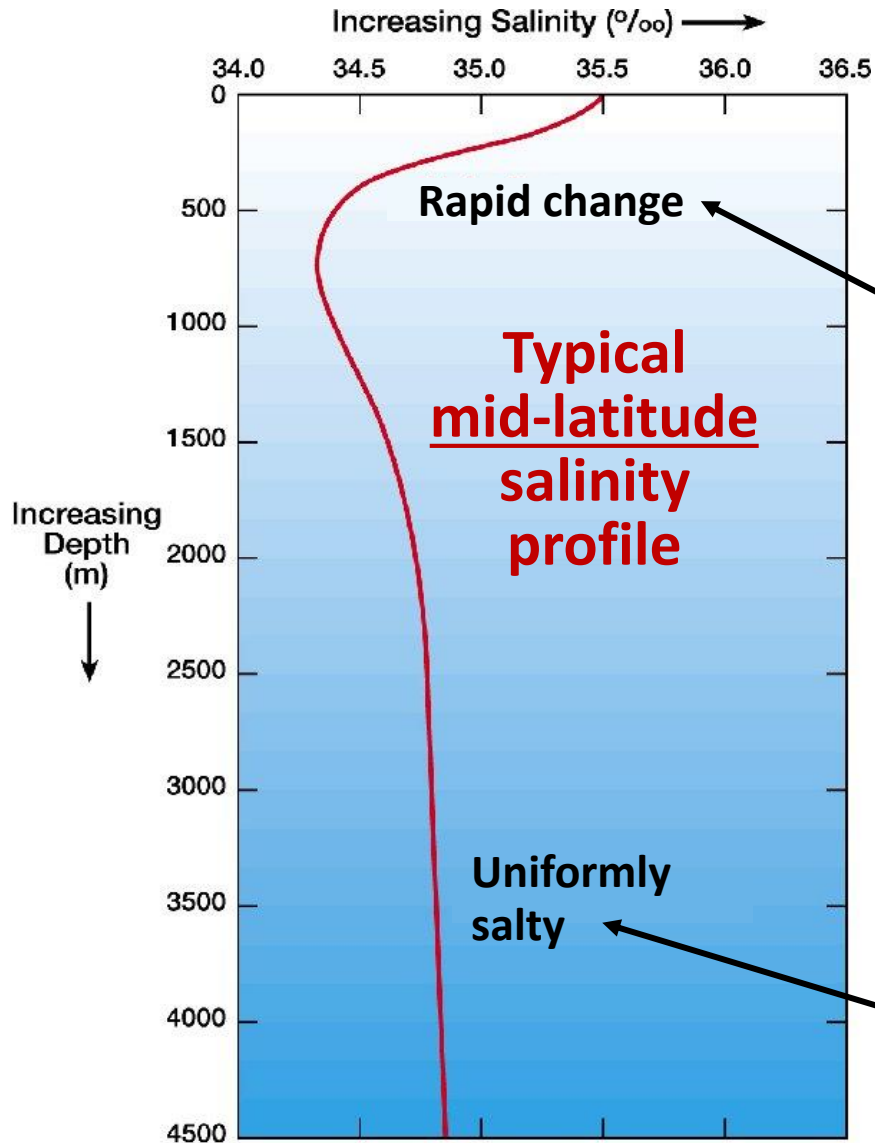 Increasing Salinity (º/oo)
34.0 34.5 35.0 35.5 36.0 36.5
0
500
Rapid change
1000
Typical
mid-latitude
salinity
profile
1500
Increasing
Depth
(m)
2000
2500
3000
Uniformly
salty
3500
4000
4500